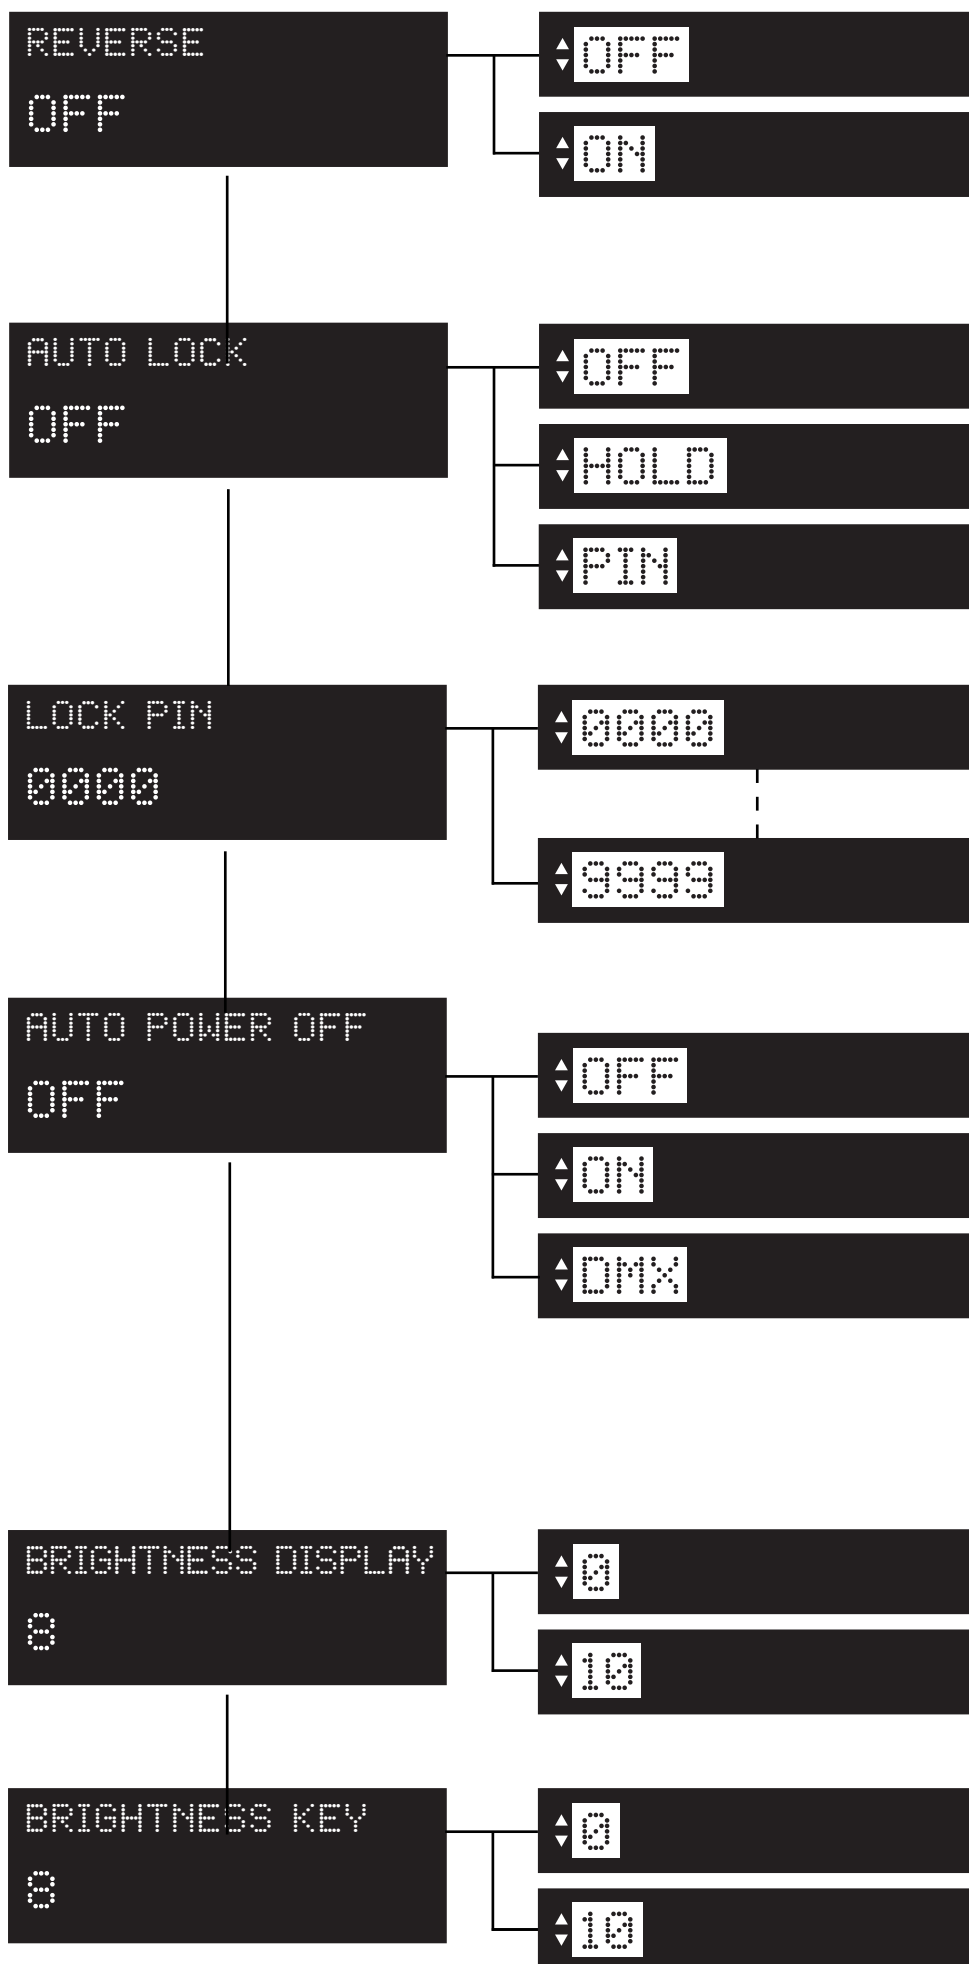 REVERSE
OFF
OFF
ON
AUTO LOCK
OFF
OFF
HOLD
PIN
LOCK PIN
0000
0000
9999
AUTO POWER OFF
OFF
OFF
ON
DMX
BRIGHTNESS DISPLAY
8
0
10
BRIGHTNESS KEY
8
0
10